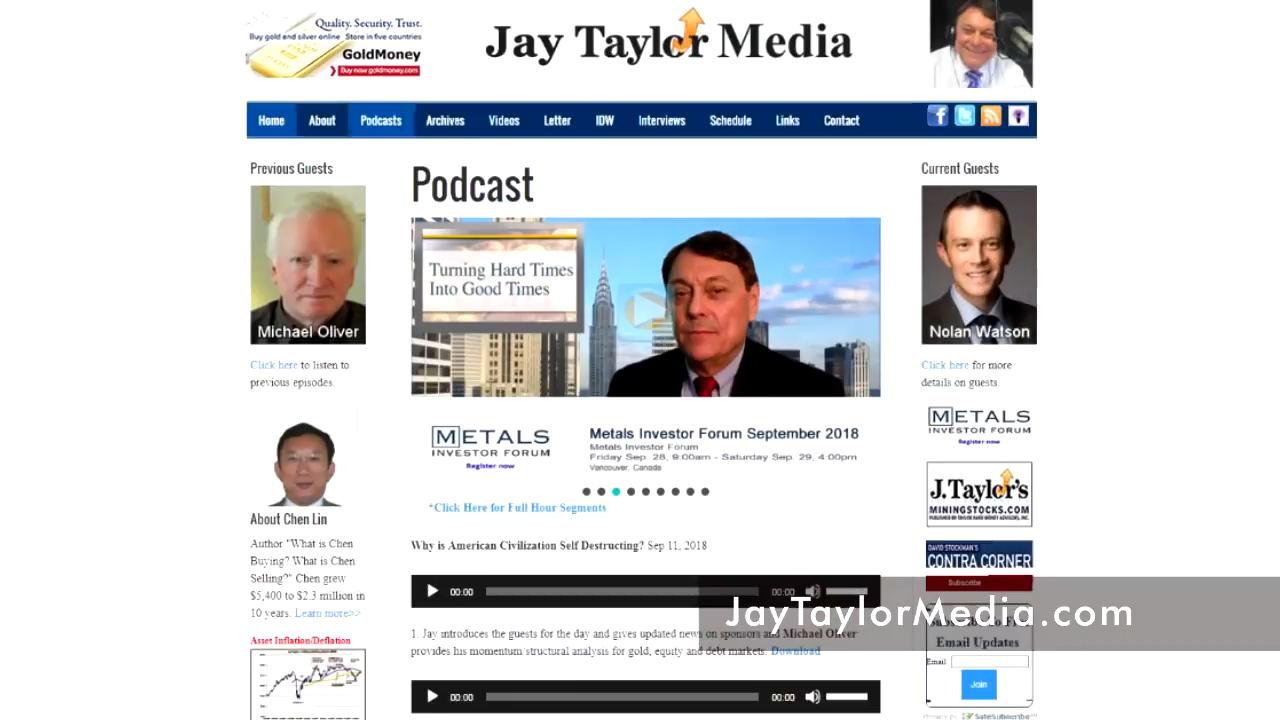 Quality. Security. Trust.
Buy gold and silver online Store in five countries
GoldMoney
Buy now goldmoney.com
Jay Taylor Media
Home About Podcasts Archives Videos Letter IDW Interviews Schedule Links Contact
Previous Guests
Michael Oliver
Click here to listen to
previous episodes.
About Chen Lin
Author "What is Chen
Buying? What is Chen
Selling?" Chen grew
$5,400 to $2.3 million in
10 years. Learn more>>
Asset Inflation/Deflation
Podcast
Turning Hard Times
Into Good Times
METALS
INVESTOR FORUM
Register now
Metals Investor Forum September 2018
Metals Investor Forum
Friday Sep. 28, 9:00am - Saturday Sep. 29, 4:00pm
Vancouver, Canada
*Click Here for Full Hour Segments
Why is American Civilization Self Destructing? Sep 11, 2018
00:00 00:00
1. Jay introduces the guests for the day and gives updated news on sponsors and Michael Oliver
provides his momentum/structural analysis for gold, equity and debt markets. Download
00:00 00:00
Current Guests
Nolan Watson
Click here for more
details on guests.
METALS
INVESTOR FORUM
Register now
J.Taylor's
MININGSTOCKS.COM
DAVID STOCKMAN'S
CONTRA CORNER
Subscribe
JayTaylorMedia.com
Email Updates
Email
Join
SafeSubscribe